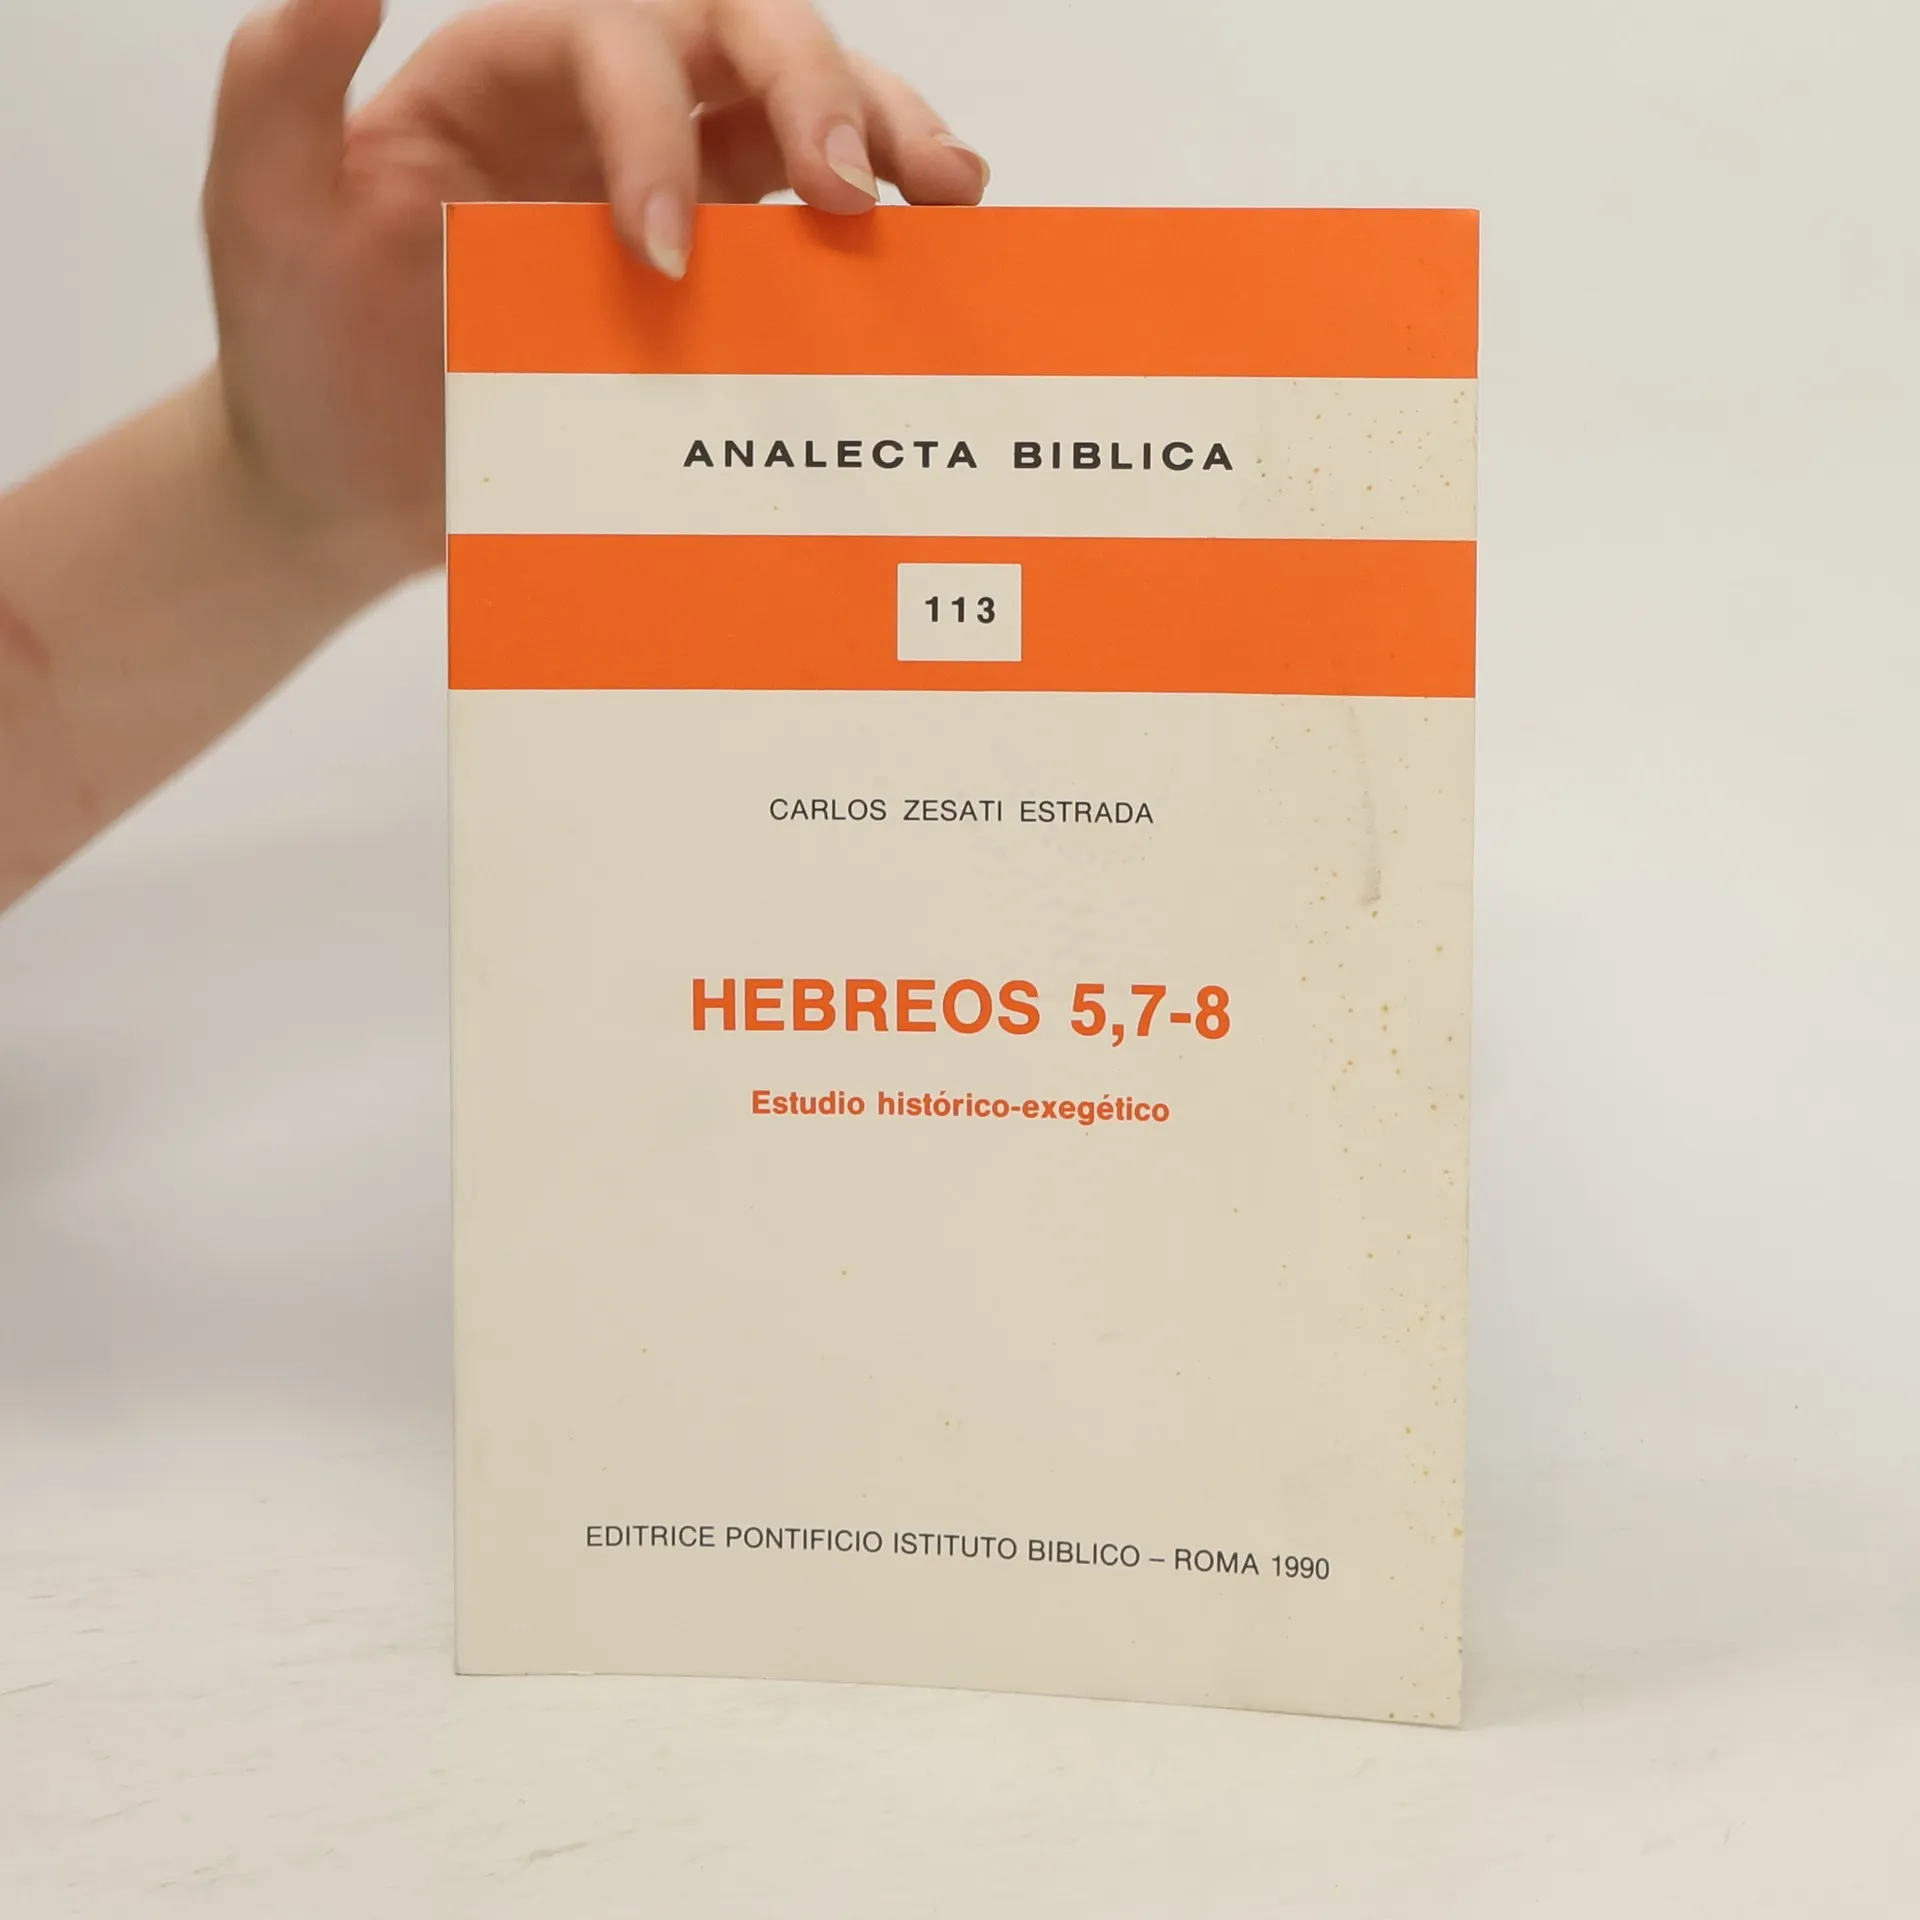 ANALECTA BIBLICA
113
CARLOS ZESATI ESTRADA
HEBREOS 5,7-8
Estudio histórico-exegético
EDITRICE PONTIFICIO ISTITUTO BIBLICO – ROMA 1990